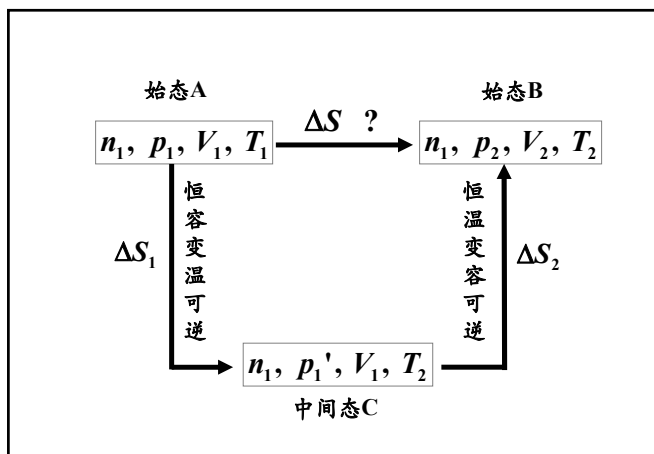 始态A
始态B
ΔS ?
n₁, p₁, V₁, T₁
n₁, p₂, V₂, T₂
恒容变温可逆
恒温变容可逆
ΔS₁
ΔS₂
n₁, p₁', V₁, T₂
中间态C